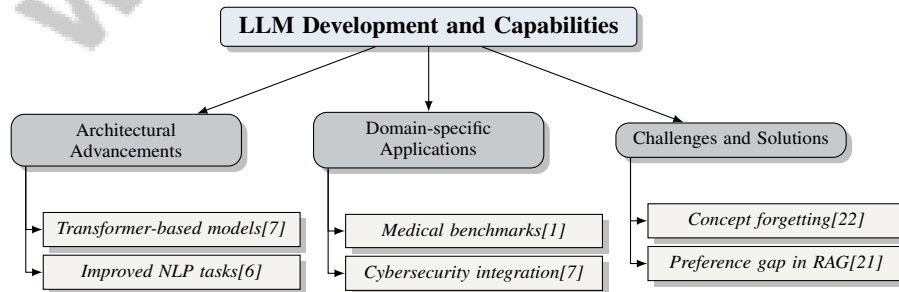 LLM Development and Capabilities
Architectural
Advancements
Transformer-based models[7]
Improved NLP tasks[6]
Domain-specific
Applications
Medical benchmarks[1]
Cybersecurity integration[7]
Challenges and Solutions
Concept forgetting[22]
Preference gap in RAG[21]